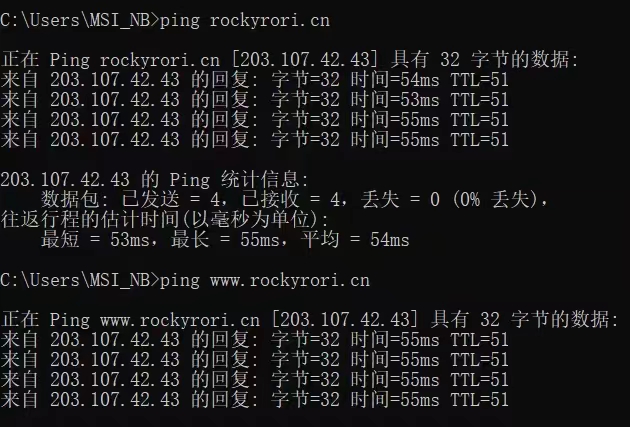 C:\Users\MSI_NB>ping rockyrori.cn
正在 Ping rockyrori.cn [203.107.42.43] 具有 32 字节的数据:
来自 203.107.42.43 的回复: 字节=32 时间=54ms TTL=51
来自 203.107.42.43 的回复: 字节=32 时间=53ms TTL=51
来自 203.107.42.43 的回复: 字节=32 时间=55ms TTL=51
来自 203.107.42.43 的回复: 字节=32 时间=55ms TTL=51
203.107.42.43 的 Ping 统计信息:
数据包: 已发送 = 4，已接收 = 4，丢失 = 0 (0% 丢失)，
往返行程的估计时间(以毫秒为单位):
最短 = 53ms，最长 = 55ms，平均 = 54ms
C:\Users\MSI_NB>ping www.rockyrori.cn
正在 Ping www.rockyrori.cn [203.107.42.43] 具有 32 字节的数据:
来自 203.107.42.43 的回复: 字节=32 时间=55ms TTL=51
来自 203.107.42.43 的回复: 字节=32 时间=55ms TTL=51
来自 203.107.42.43 的回复: 字节=32 时间=55ms TTL=51
来自 203.107.42.43 的回复: 字节=32 时间=55ms TTL=51